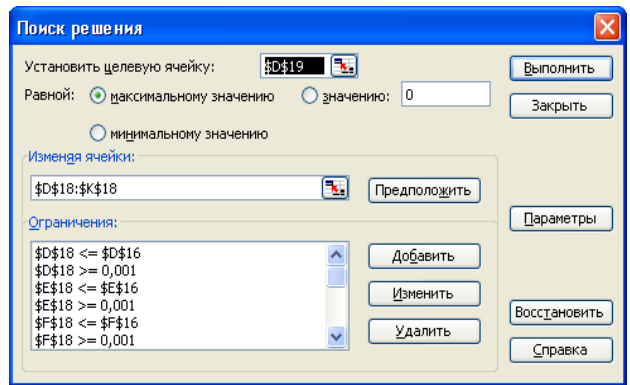 Поиск решения
Установить целевую ячейку: $D$19
Выполнить
Равной: максимальному значению значению: 0
Закрыть
минимальному значению
Изменяя ячейки:
$D$18:$K$18
Предположить
Ограничения:
Параметры
$D$18 <= $D$16
Добавить
$D$18 >= 0,001
$E$18 <= $E$16
Изменить
$E$18 >= 0,001
Восстановить
$F$18 <= $F$16
Удалить
$F$18 >= 0,001
Справка